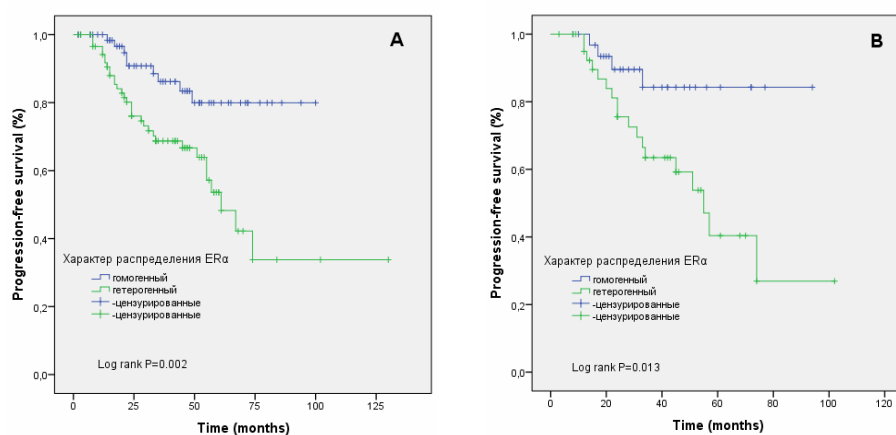 A
Progression-free survival (%)
1,0
0,8
0,6
0,4
0,2
0,0
Характер распределения ERα
гомогенный
гетерогенный
-цензурированные
-цензурированные
Log rank P=0.002
0 25 50 75 100 125
Time (months)
B
Progression-free survival (%)
1,0
0,8
0,6
0,4
0,2
0,0
Характер распределения ERα
гомогенный
гетерогенный
-цензурированные
-цензурированные
Log rank P=0.013
0 20 40 60 80 100 120
Time (months)